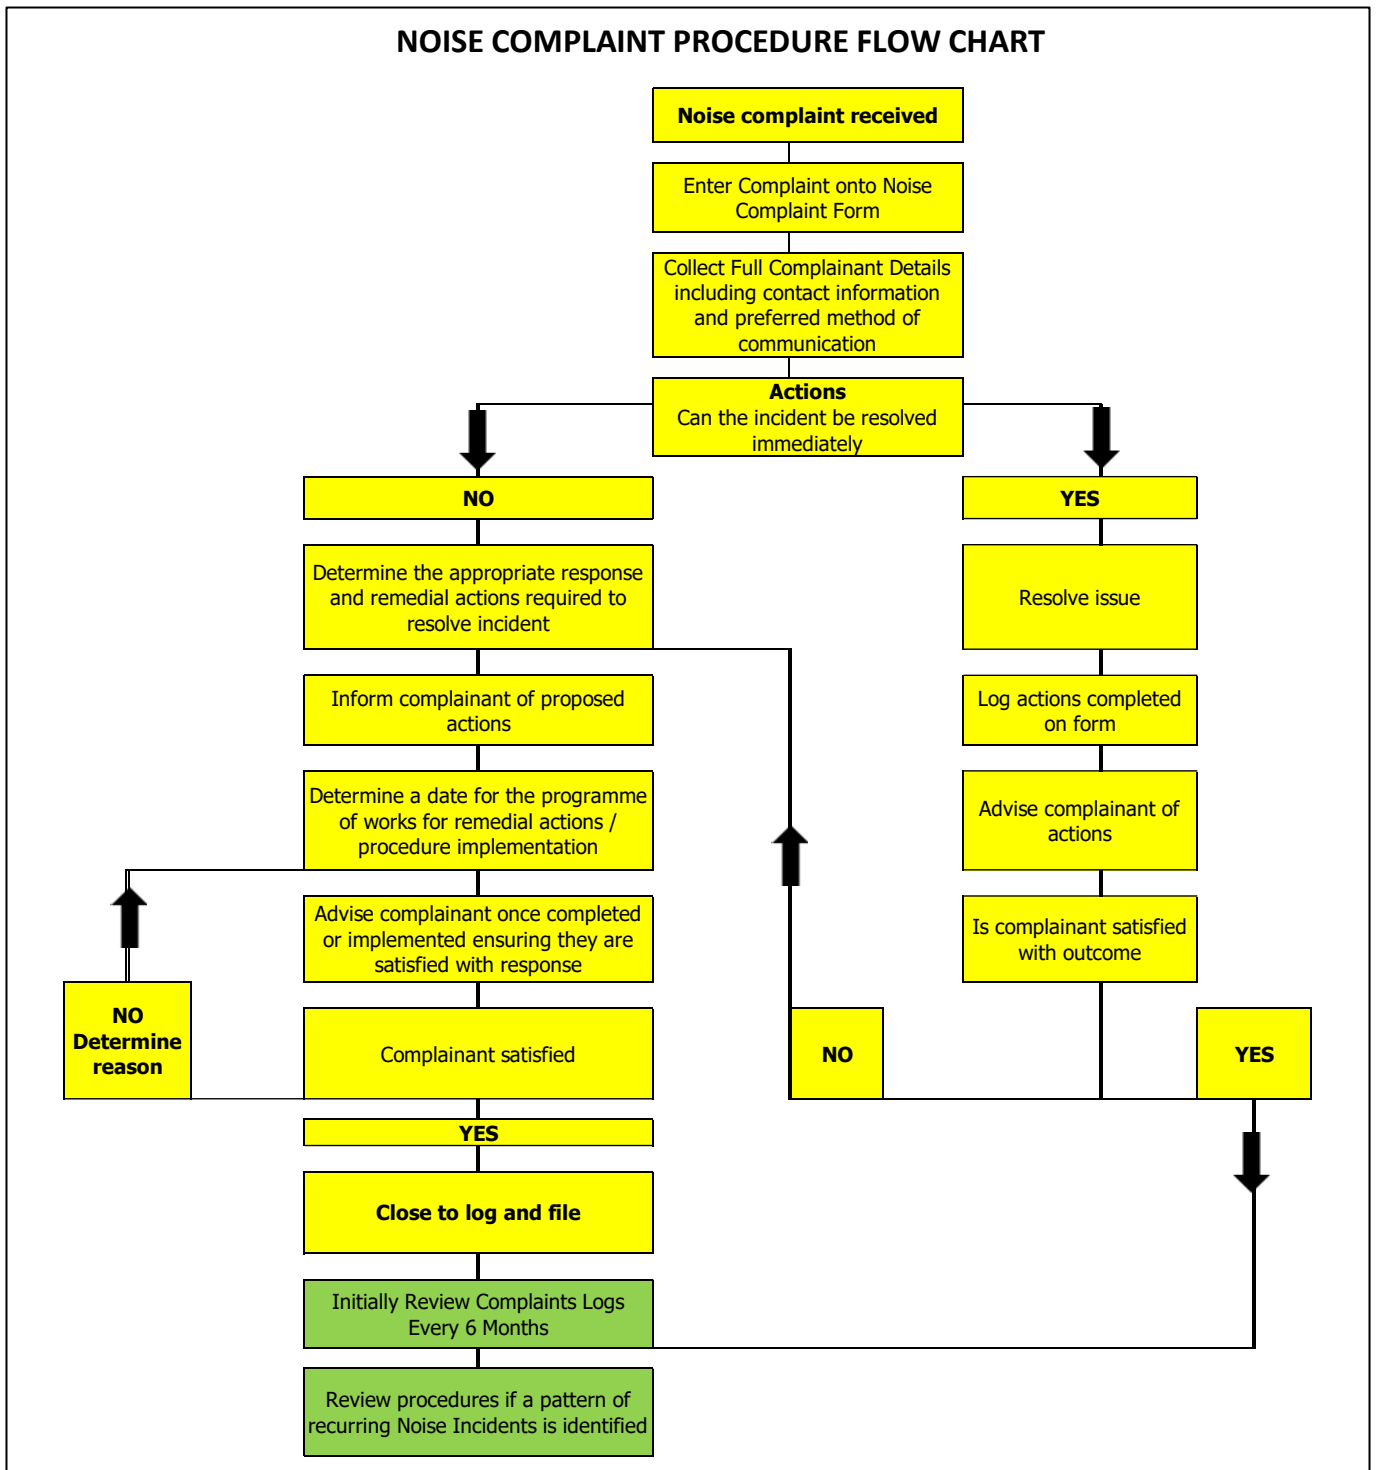 NOISE COMPLAINT PROCEDURE FLOW CHART
Noise complaint received
Enter Complaint onto Noise
Complaint Form
Collect Full Complainant Details
including contact information
and preferred method of
communication
Actions
Can the incident be resolved
immediately
NO
YES
Determine the appropriate response
and remedial actions required to
resolve incident
Resolve issue
Inform complainant of proposed
actions
Log actions completed
on form
Determine a date for the programme
of works for remedial actions /
procedure implementation
Advise complainant of
actions
Advise complainant once completed
or implemented ensuring they are
satisfied with response
Is complainant satisfied
with outcome
NO
Determine
reason
Complainant satisfied
NO
YES
YES
Close to log and file
Initially Review Complaints Logs
Every 6 Months
Review procedures if a pattern of
recurring Noise Incidents is identified